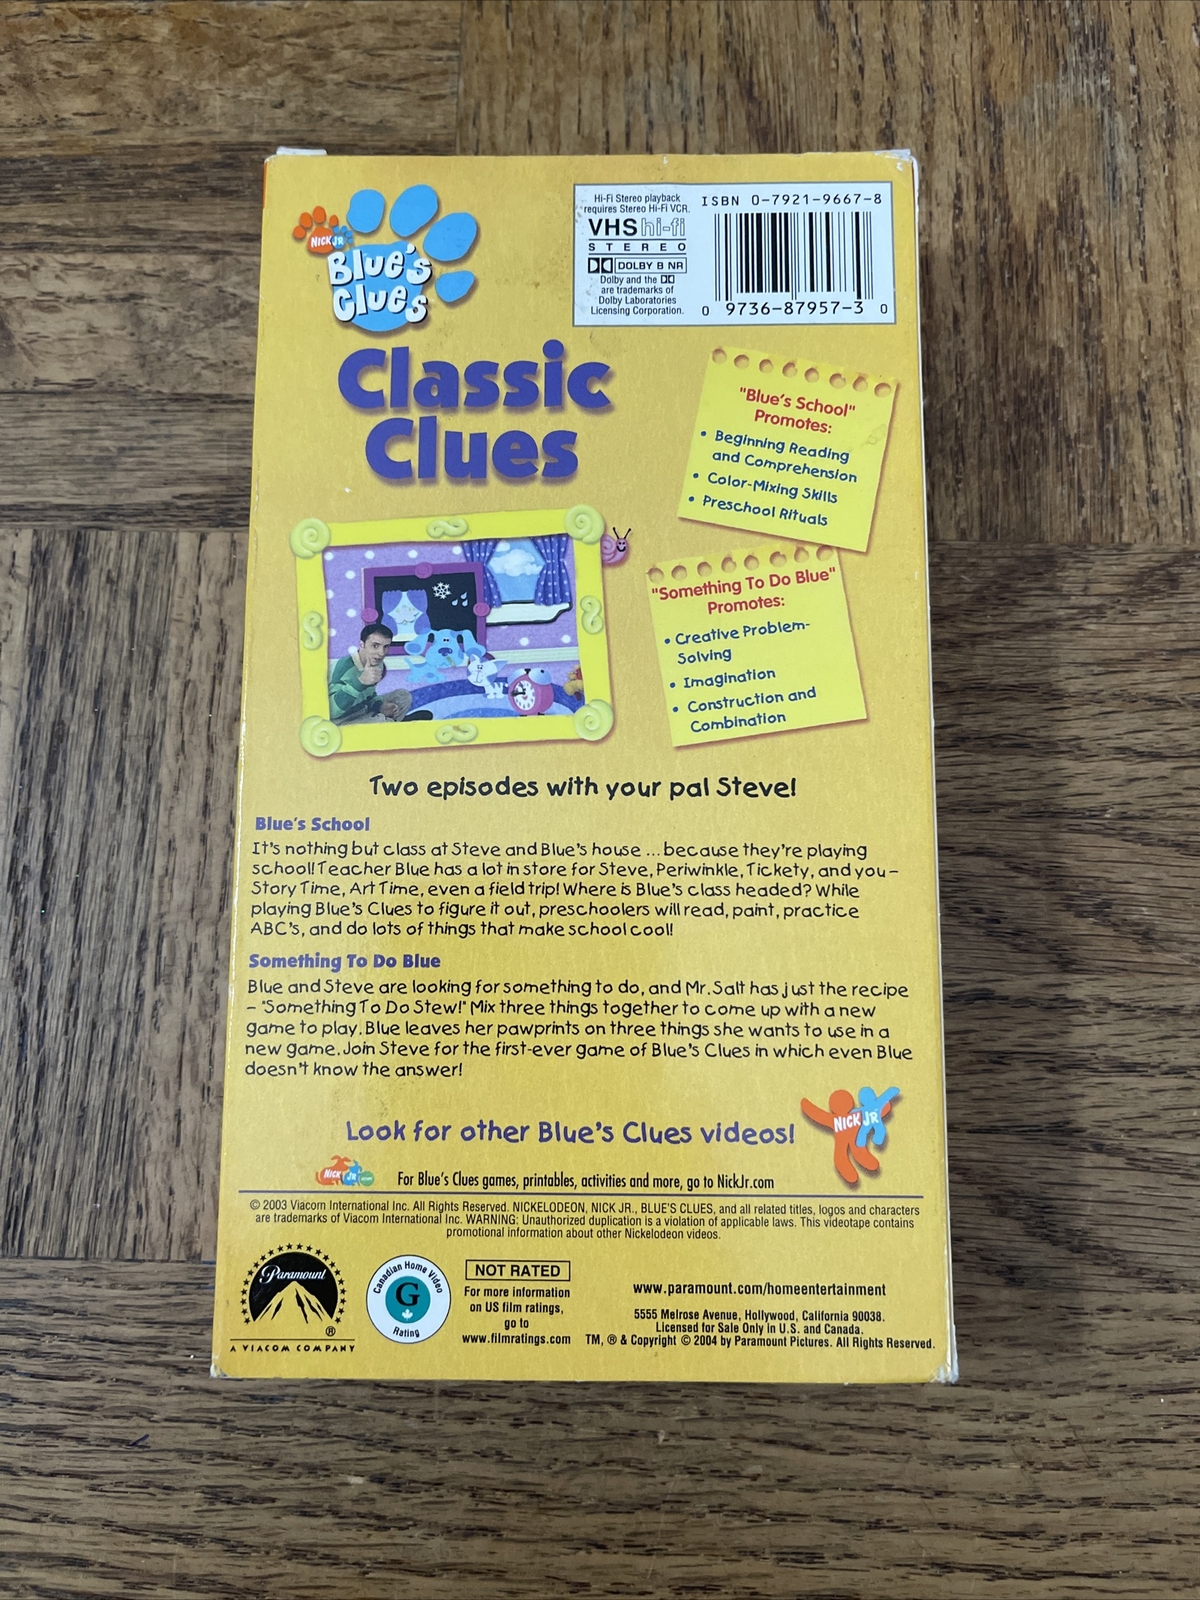 NICK JR.
Blue's
Clues
Hi-Fi Stereo playback
requires Stereo Hi-Fi VCR.
VHS hi-fi
STEREO
DOLBY B NR
Dolby and the
are trademarks of
Dolby Laboratories
Licensing Corporation.
ISBN 0-7921-9667-8
0 9736-87957-3 0
Classic
Clues
"Blue's School"
Promotes:
• Beginning Reading
and Comprehension
• Color-Mixing Skills
• Preschool Rituals
"Something To Do Blue"
Promotes:
• Creative Problem-
Solving
• Imagination
• Construction and
Combination
Two episodes with your pal Steve!
Blue's School
It's nothing but class at Steve and Blue's house ...because they're playing
school! Teacher Blue has a lot in store for Steve, Periwinkle, Tickety, and you –
Story Time, Art Time, even a field trip! Where is Blue's class headed? While
playing Blue's Clues to figure it out, preschoolers will read, paint, practice
ABC's, and do lots of things that make school cool!
Something To Do Blue
Blue and Steve are looking for something to do, and Mr. Salt has just the recipe
– "Something To Do Stew!" Mix three things together to come up with a new
game to play. Blue leaves her pawprints on three things she wants to use in a
new game. Join Steve for the first-ever game of Blue's Clues in which even Blue
doesn't know the answer!
Look for other Blue's Clues videos!
NICK JR
NICK JR .com
For Blue's Clues games, printables, activities and more, go to NickJr.com
© 2003 Viacom International Inc. All Rights Reserved. NICKELODEON, NICK JR., BLUE'S CLUES, and all related titles, logos and characters
are trademarks of Viacom International Inc. WARNING: Unauthorized duplication is a violation of applicable laws. This videotape contains
promotional information about other Nickelodeon videos.
Paramount
®
A VIACOM COMPANY
Canadian Home Video
G
Rating
NOT RATED
For more information
on US film ratings,
go to
www.filmratings.com
www.paramount.com/homeentertainment
5555 Melrose Avenue, Hollywood, California 90038.
Licensed for Sale Only in U.S. and Canada.
TM, ® & Copyright © 2004 by Paramount Pictures. All Rights Reserved.